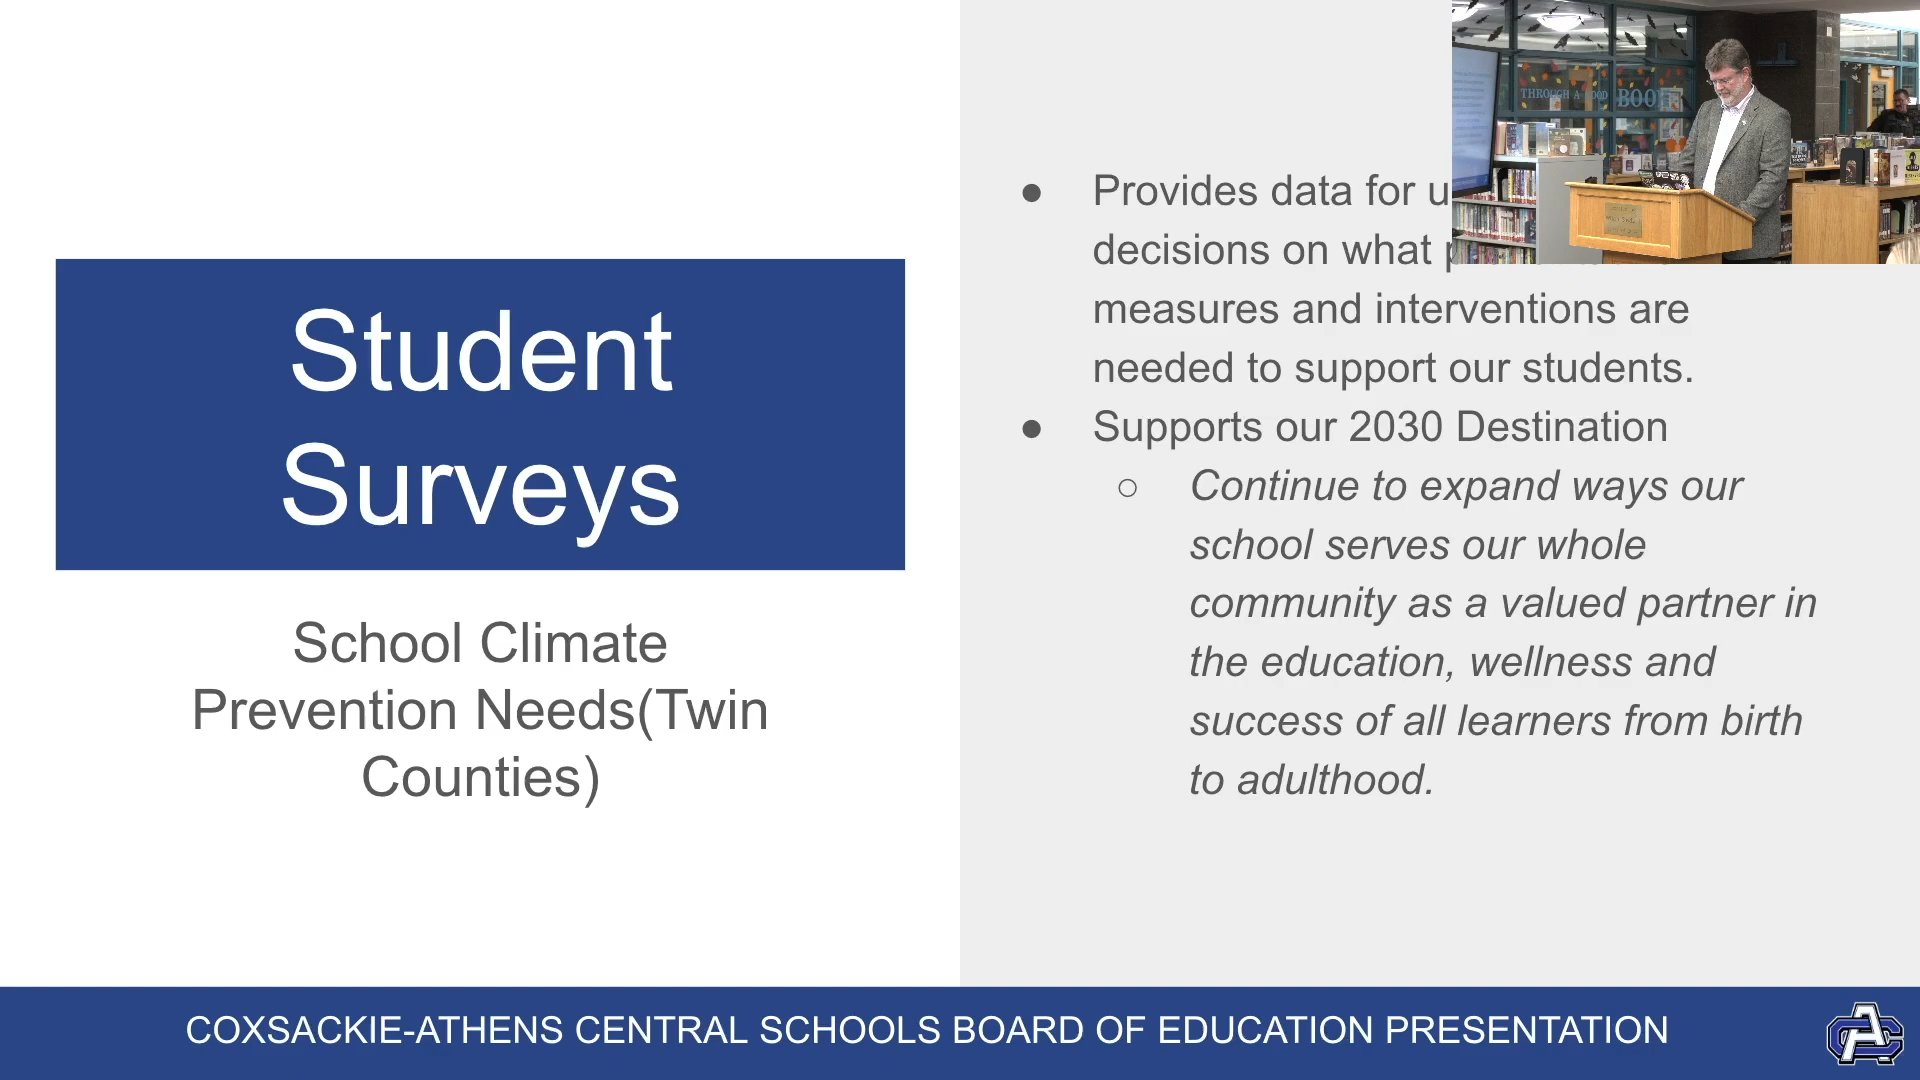 Student
Surveys
School Climate
Prevention Needs(Twin
Counties)
● Provides data for
decisions on what
measures and interventions are
needed to support our students.
● Supports our 2030 Destination
○ Continue to expand ways our
school serves our whole
community as a valued partner in
the education, wellness and
success of all learners from birth
to adulthood.
THROUGH A GOOD BOOK
COXSACKIE-ATHENS CENTRAL SCHOOLS BOARD OF EDUCATION PRESENTATION